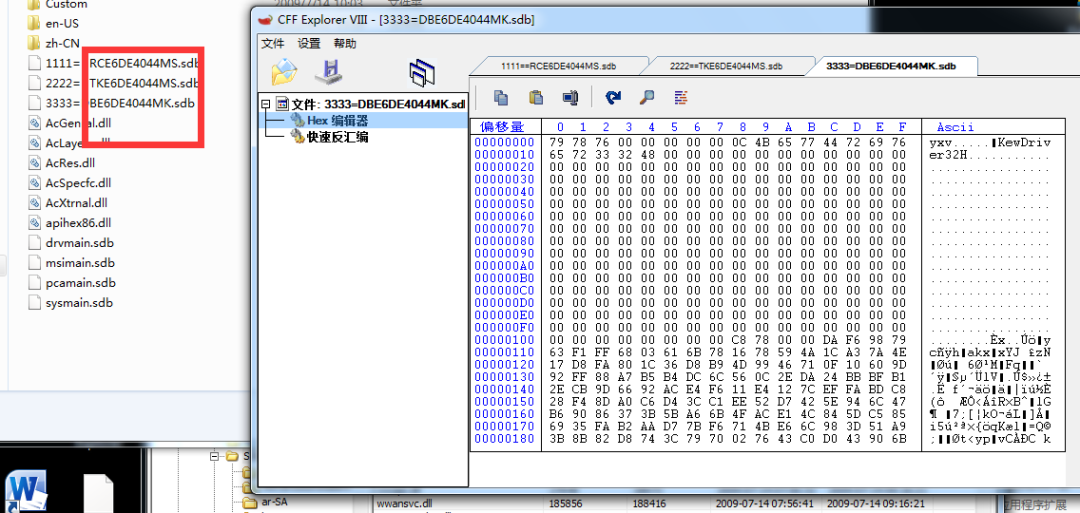 Custom
en-US
zh-CN
1111= RCE6DE4044MS.sdb
2222= TKE6DE4044MS.sdb
3333= BE6DE4044MK.sdb
AcGen al.dll
AcLaye .dll
AcRes.dll
AcSpecfc.dll
AcXtrnal.dll
apihex86.dll
drvmain.sdb
msimain.sdb
pcamain.sdb
sysmain.sdb
CFF Explorer VIII - [3333=DBE6DE4044MK.sdb]
文件 设置 帮助
1111==RCE6DE4044MS.sdb 2222==TKE6DE4044MS.sdb 3333=DBE6DE4044MK.sdb
文件: 3333=DBE6DE4044MK.sd
Hex 编辑器
快速反汇编
偏移量 0 1 2 3 4 5 6 7 8 9 A B C D E F Ascii
00000000 79 78 76 00 00 00 00 00 0C 4B 65 77 44 72 69 76 yxv.....▮KewDriv
00000010 65 72 33 32 48 00 00 00 00 00 00 00 00 00 00 00 er32H...........
00000020 00 00 00 00 00 00 00 00 00 00 00 00 00 00 00 00 ................
00000030 00 00 00 00 00 00 00 00 00 00 00 00 00 00 00 00 ................
00000040 00 00 00 00 00 00 00 00 00 00 00 00 00 00 00 00 ................
00000050 00 00 00 00 00 00 00 00 00 00 00 00 00 00 00 00 ................
00000060 00 00 00 00 00 00 00 00 00 00 00 00 00 00 00 00 ................
00000070 00 00 00 00 00 00 00 00 00 00 00 00 00 00 00 00 ................
00000080 00 00 00 00 00 00 00 00 00 00 00 00 00 00 00 00 ................
00000090 00 00 00 00 00 00 00 00 00 00 00 00 00 00 00 00 ................
000000A0 00 00 00 00 00 00 00 00 00 00 00 00 00 00 00 00 ................
000000B0 00 00 00 00 00 00 00 00 00 00 00 00 00 00 00 00 ................
000000C0 00 00 00 00 00 00 00 00 00 00 00 00 00 00 00 00 ................
000000D0 00 00 00 00 00 00 00 00 00 00 00 00 00 00 00 00 ................
000000E0 00 00 00 00 00 00 00 00 00 00 00 00 00 00 00 00 ................
000000F0 00 00 00 00 00 00 00 00 00 00 00 00 00 00 00 00 ................
00000100 00 00 00 00 00 00 00 00 C8 78 00 00 DA F6 98 79
00000110 63 F1 FF 68 03 61 6B 78 16 78 59 4A 1C A3 7A 4E
00000120 17 D8 FA 80 1C 36 D8 B9 4D 99 46 71 0F 10 60 9D
00000130 92 FF 88 A7 B5 B4 DC 6C 56 0C 2E DA 24 BB BF B1
00000140 2E CB 9D 66 92 AC E4 F6 11 E4 12 7C EF FA BD C8
00000150 28 F4 8D A0 C6 D4 3C C1 EE 52 D7 42 5E 94 6C 47
00000160 B6 90 86 37 3B 5B A6 6B 4F AC E1 4C 84 5D C5 85
00000170 69 35 FA B2 AA D7 7B F6 71 4B E6 6C 98 3D 51 A9
00000180 3B 8B 82 D8 74 3C 79 70 02 76 43 C0 D0 43 90 6B
ar-SA
wwansvc.dll 185856 188416 2009-07-14 07:56:41 2009-07-14 09:16:21 应用程序扩展